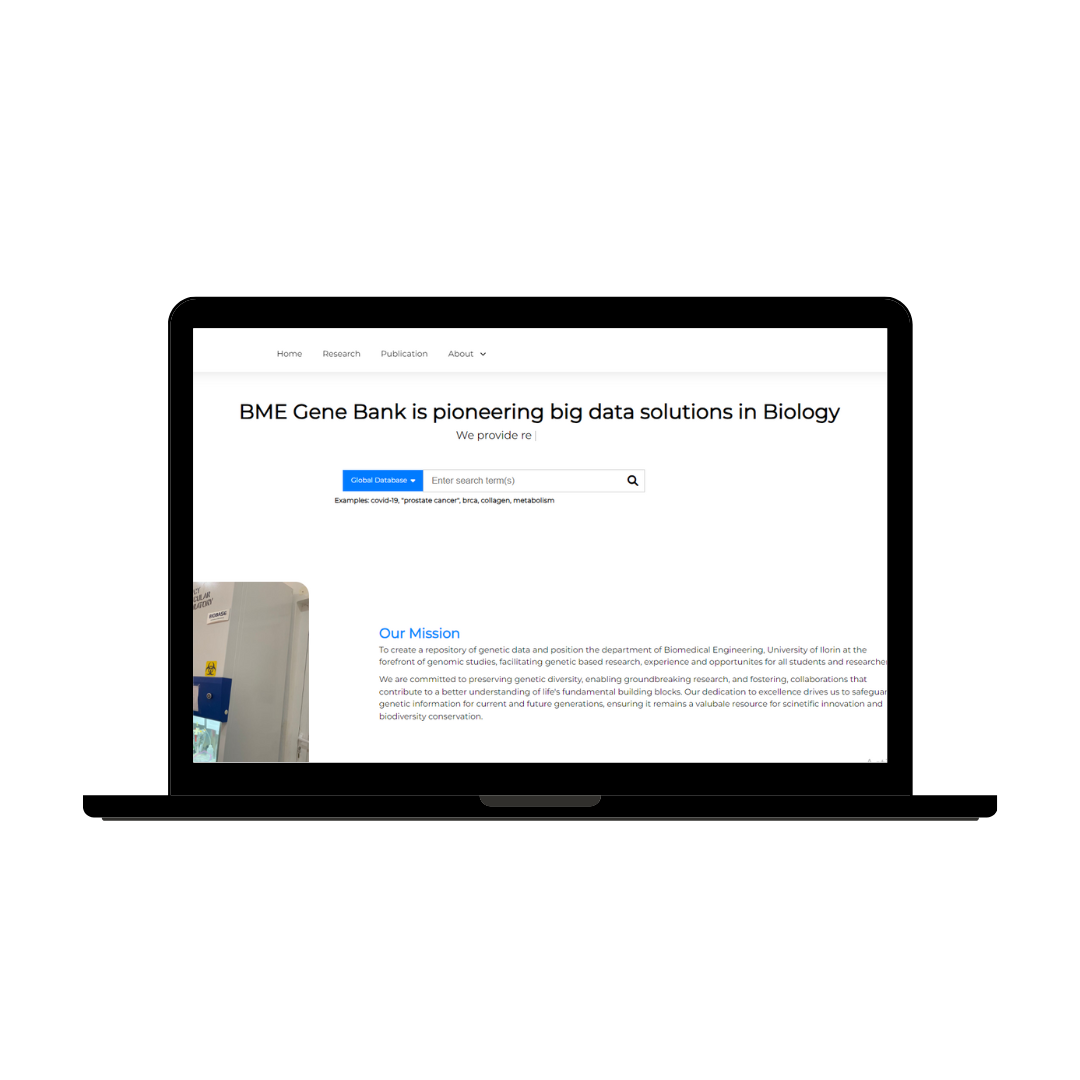 Home Research Publication About
BME Gene Bank is pioneering big data solutions in Biology
We provide re
Global Database Enter search term(s)
Examples: covid-19, "prostate cancer", brca, collagen, metabolism
Our Mission
To create a repository of genetic data and position the department of Biomedical Engineering, University of Ilorin at the
forefront of genomic studies, facilitating genetic based research, experience and opportunites for all students and researche
We are committed to preserving genetic diversity, enabling groundbreaking research, and fostering, collaborations that
contribute to a better understanding of life's fundamental building blocks. Our dedication to excellence drives us to safeguar
genetic information for current and future generations, ensuring it remains a valubale resource for scinetific innovation and
biodiversity conservation.